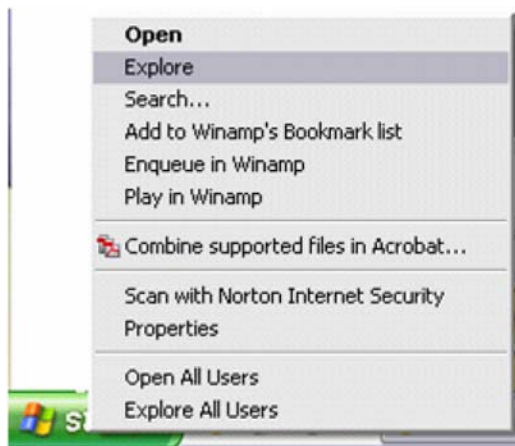 Open
Explore
Search...
Add to Winamp's Bookmark list
Enqueue in Winamp
Play in Winamp
Combine supported files in Acrobat...
Scan with Norton Internet Security
Properties
Open All Users
Explore All Users